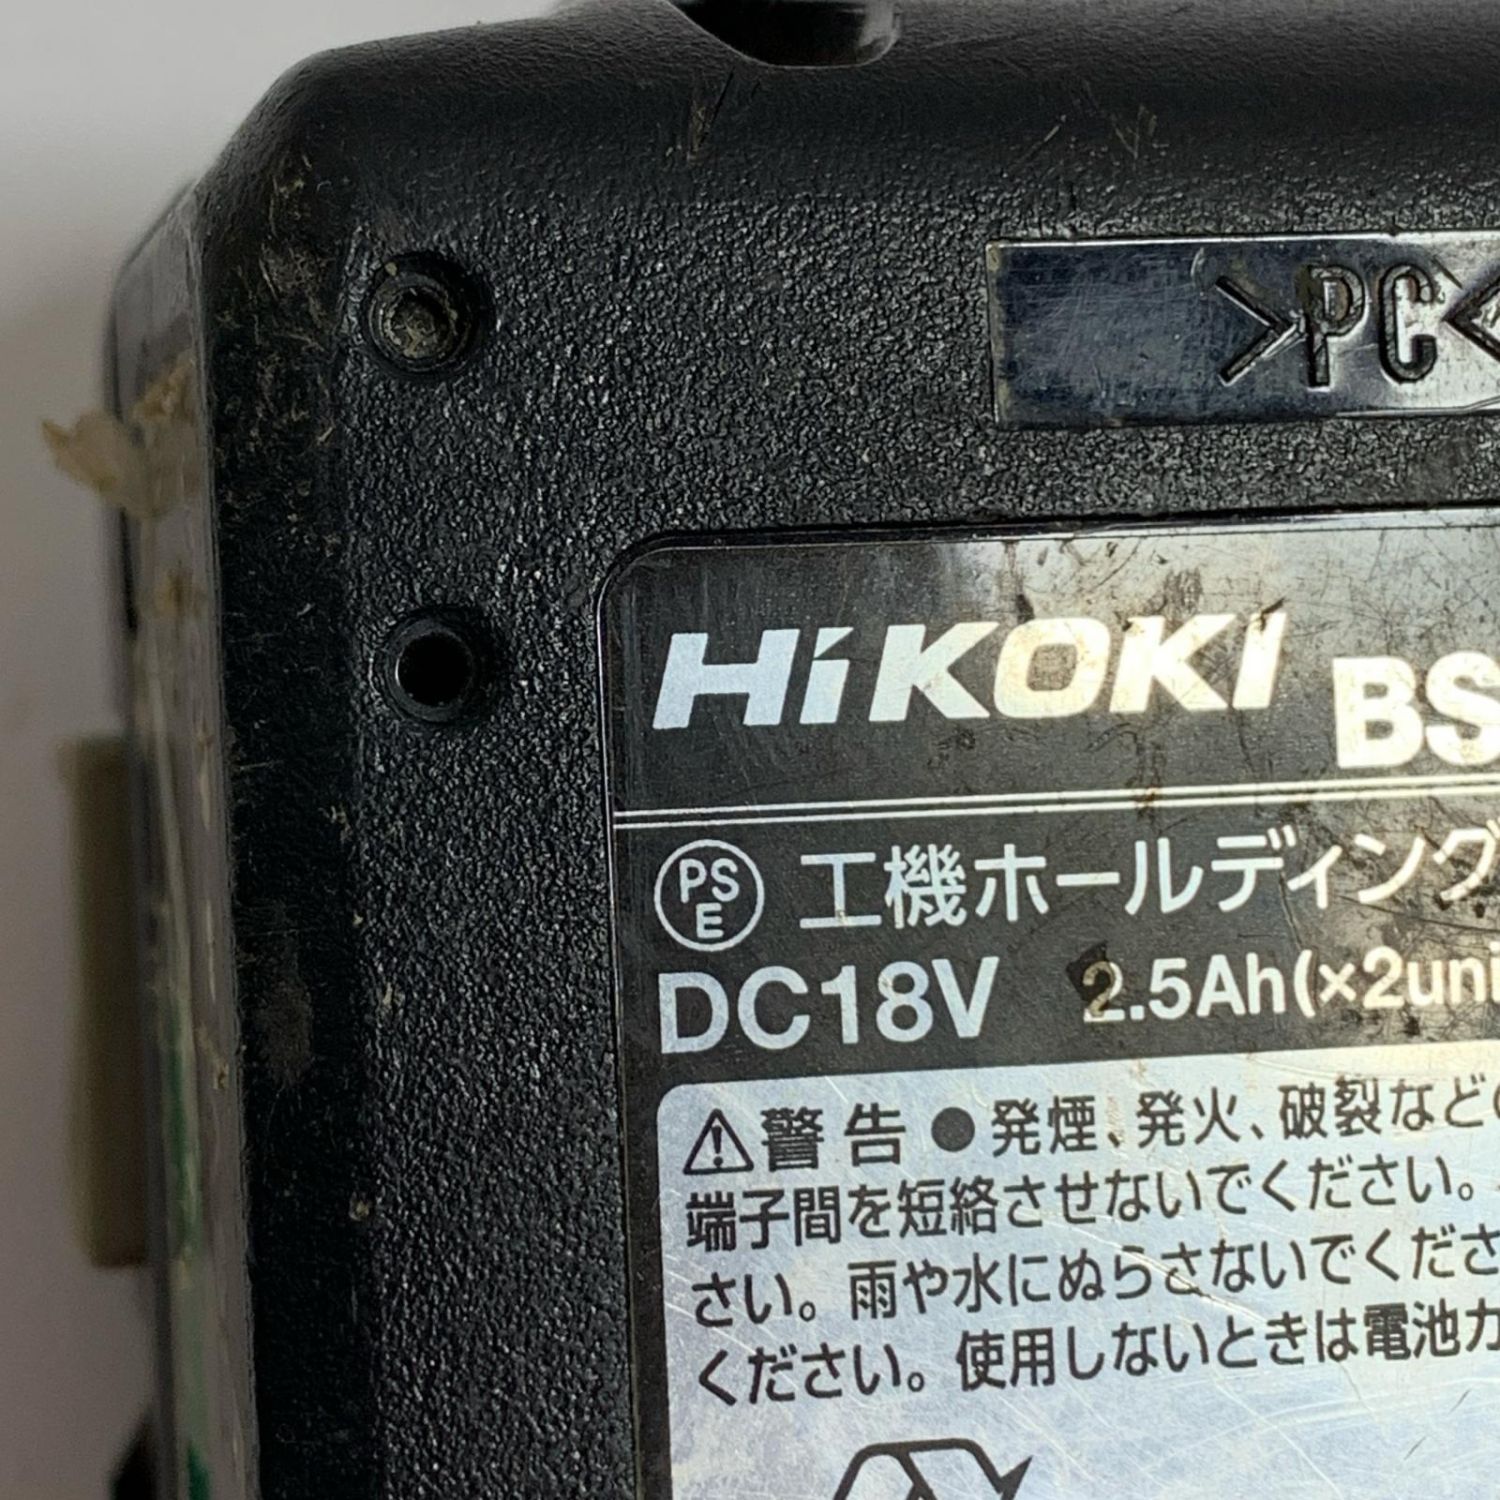 >PC<
HiKOKI BS
PS
E
工機ホールディング
DC18V 2.5Ah(×2uni
⚠警告 ●発煙、発火、破裂など
端子間を短絡させないでください。
さい。雨や水にぬらさないでくださ
ください。使用しないときは電池カ